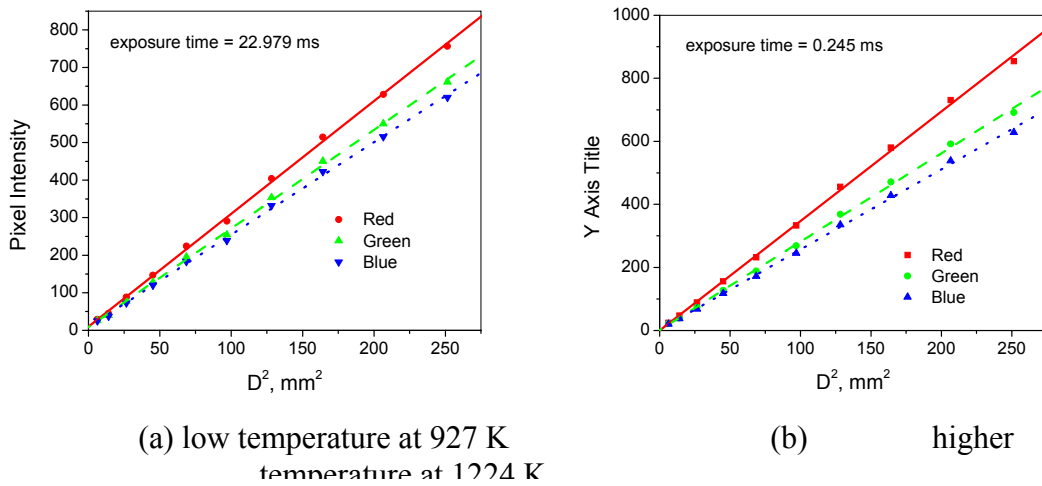 800
700
600
500
400
300
200
100
0
Pixel Intensity
exposure time = 22.979 ms
Red
Green
Blue
0 50 100 150 200 250
D², mm²
1000
800
600
400
200
0
Y Axis Title
exposure time = 0.245 ms
Red
Green
Blue
0 50 100 150 200 250
D², mm²
(a) low temperature at 927 K (b) higher
temperature at 1224 K